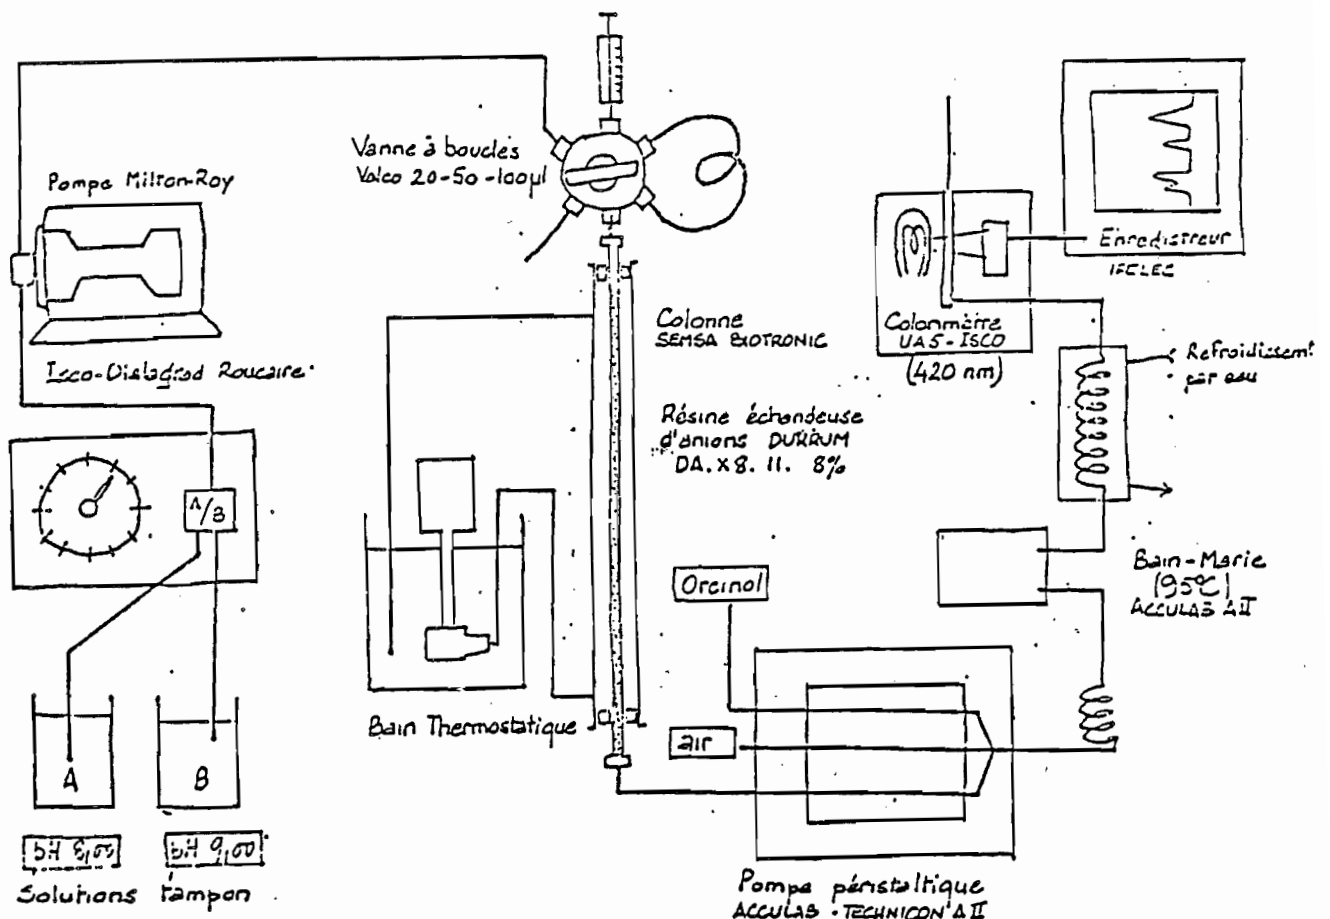 Vanne à boucles
Valco 20-50-100µl
Pompe Milton-Roy
Isco-Dialagrad Roucaire
A/B
A
B
pH 8,00
pH 9,00
Solutions tampon
Bain Thermostatique
Colonne
SEMSA BIOTRONIC
Résine échangeuse
d'anions DURRUM
DA.X8.11. 8%
Orcinol
air
Pompe péristaltique
ACCULAB - TECHNICON AII
Bain-Marie
(95°C)
ACCULAB AII
Refroidissement
par eau
Colorimètre
UA5-ISCO
(420 nm)
Enregistreur